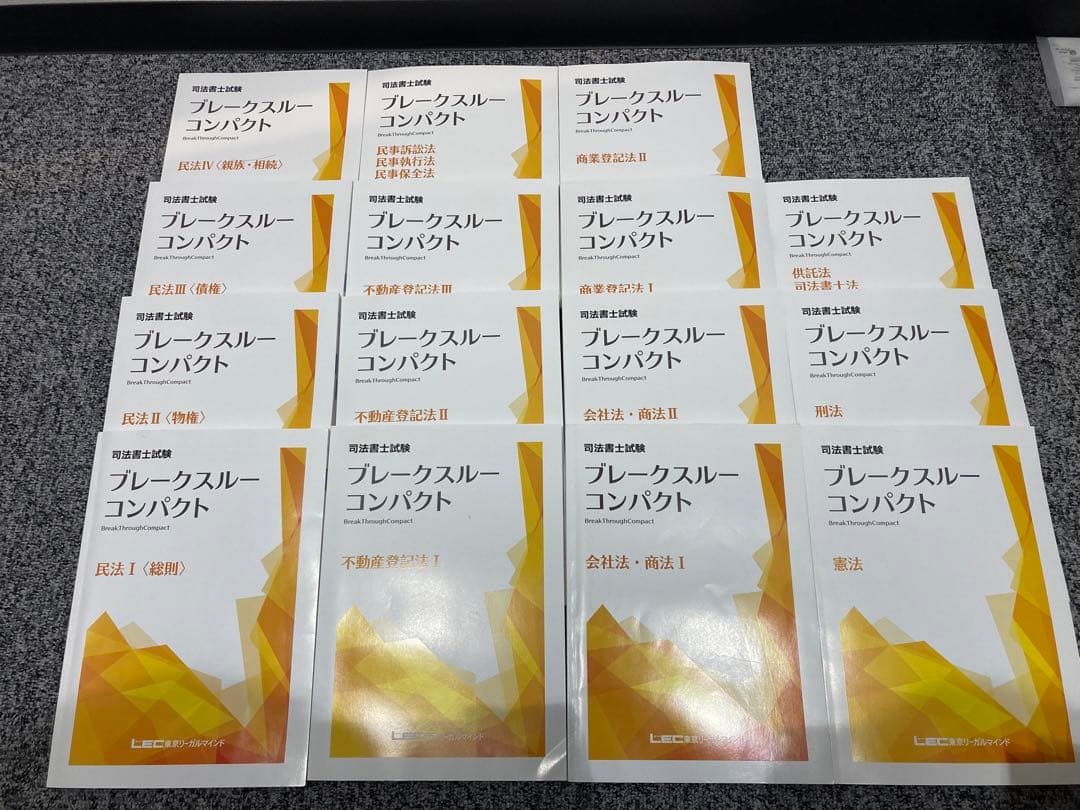 司法書士試験
ブレークスルー
コンパクト
BreakThroughCompact
民法Ⅳ〈親族・相続〉
司法書士試験
ブレークスルー
コンパクト
BreakThroughCompact
民事訴訟法
民事執行法
民事保全法
司法書士試験
ブレークスルー
コンパクト
BreakThroughCompact
商業登記法Ⅱ
司法書士試験
ブレークスルー
コンパクト
BreakThroughCompact
民法Ⅲ〈債権〉
司法書士試験
ブレークスルー
コンパクト
BreakThroughCompact
不動産登記法Ⅲ
司法書士試験
ブレークスルー
コンパクト
BreakThroughCompact
商業登記法Ⅰ
司法書士試験
ブレークスルー
コンパクト
BreakThroughCompact
供託法
司法書士法
司法書士試験
ブレークスルー
コンパクト
BreakThroughCompact
民法Ⅱ〈物権〉
司法書士試験
ブレークスルー
コンパクト
BreakThroughCompact
不動産登記法Ⅱ
司法書士試験
ブレークスルー
コンパクト
BreakThroughCompact
会社法・商法Ⅱ
司法書士試験
ブレークスルー
コンパクト
BreakThroughCompact
刑法
司法書士試験
ブレークスルー
コンパクト
BreakThroughCompact
民法Ⅰ〈総則〉
LEC東京リーガルマインド
司法書士試験
ブレークスルー
コンパクト
BreakThroughCompact
不動産登記法Ⅰ
LEC東京リーガルマインド
司法書士試験
ブレークスルー
コンパクト
BreakThroughCompact
会社法・商法Ⅰ
LEC東京リーガルマインド
司法書士試験
ブレークスルー
コンパクト
BreakThroughCompact
憲法
LEC東京リーガルマインド